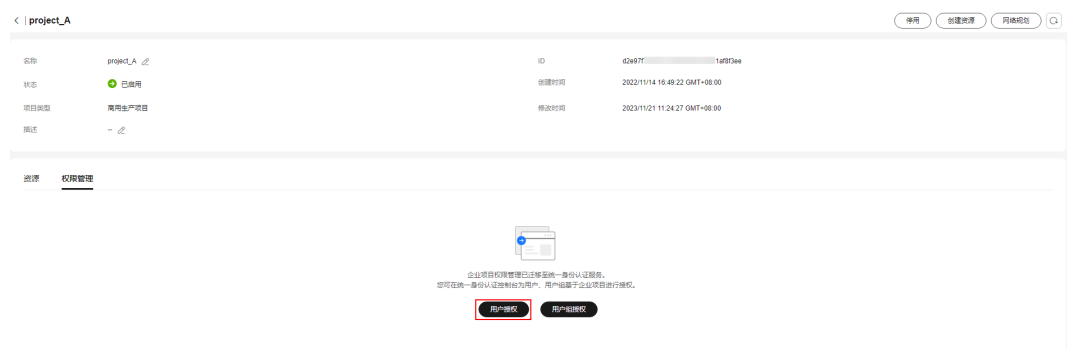 project_A
停用
创建资源
网络规划
名称 project_A
ID d2e97f 1af8f3ee
状态 已启用
创建时间 2022/11/14 16:49:22 GMT+08:00
项目类型 商用生产项目
修改时间 2023/11/21 11:24:27 GMT+08:00
描述 --
资源 权限管理
企业项目权限管理已迁移至统一身份认证服务。
您可在统一身份认证控制台为用户、用户组基于企业项目进行授权。
用户授权 用户组授权